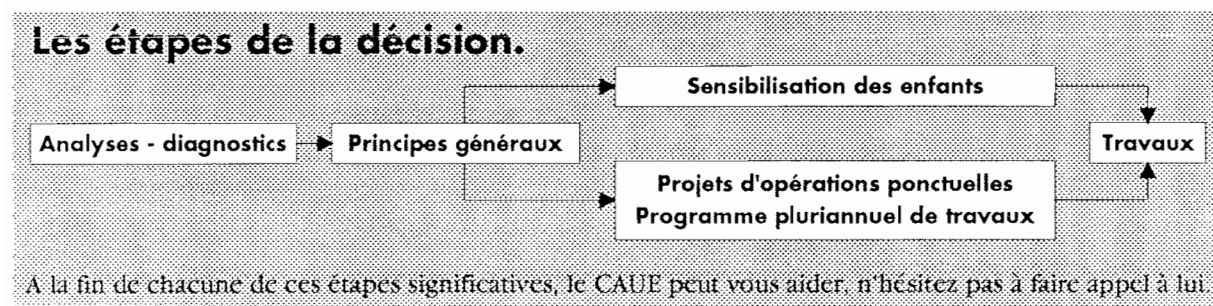 Les étapes de la décision.
Sensibilisation des enfants
Analyses - diagnostics
Principes généraux
Travaux
Projets d'opérations ponctuelles
Programme pluriannuel de travaux
A la fin de chacune de ces étapes significatives, le CAUE peut vous aider, n'hésitez pas à faire appel à lui.